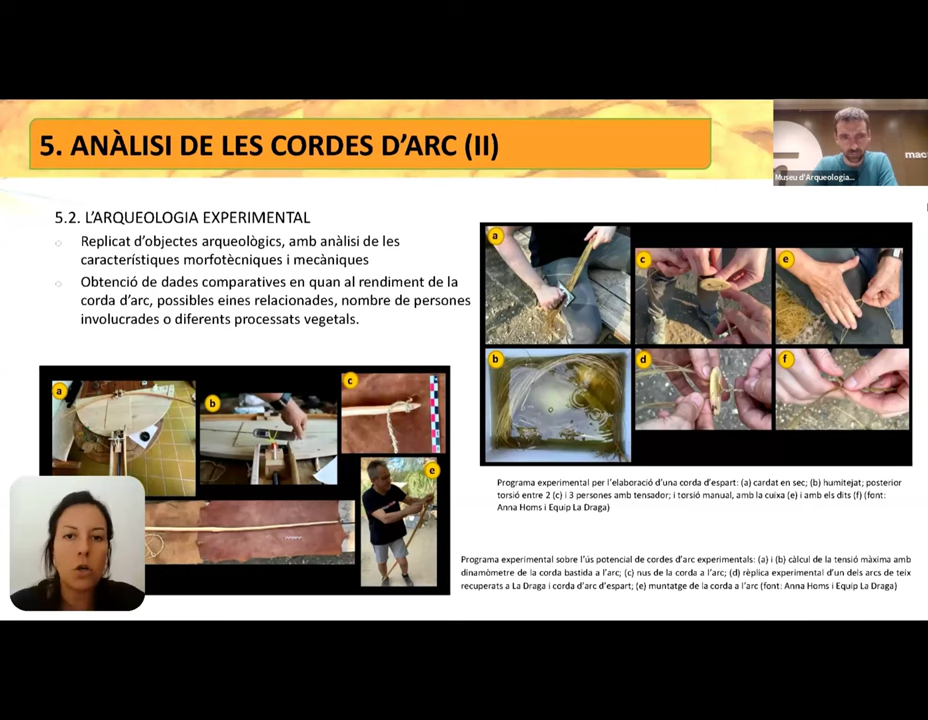 5. ANÀLISI DE LES CORDES D'ARC (II)
Museu d'Arqueologia...
mac
5.2. L'ARQUEOLOGIA EXPERIMENTAL
Replicat d'objectes arqueològics, amb anàlisi de les
característiques morfotècniques i mecàniques
Obtenció de dades comparatives en quan al rendiment de la
corda d'arc, possibles eines relacionades, nombre de persones
involucrades o diferents processats vegetals.
a
c
e
b
d
f
Programa experimental per l'elaboració d'una corda d'espart: (a) cardat en sec; (b) humitejat; posterior
torsió entre 2 (c) i 3 persones amb tensador; i torsió manual, amb la cuixa (e) i amb els dits (f) (font:
Anna Homs i Equip La Draga)
a
b
c
e
Programa experimental sobre l'ús potencial de cordes d'arc experimentals: (a) i (b) càlcul de la tensió màxima amb
dinamòmetre de la corda bastida a l'arc; (c) nus de la corda a l'arc; (d) rèplica experimental d'un dels arcs de teix
recuperats a La Draga i corda d'arc d'espart; (e) muntatge de la corda a l'arc (font: Anna Homs i Equip La Draga)